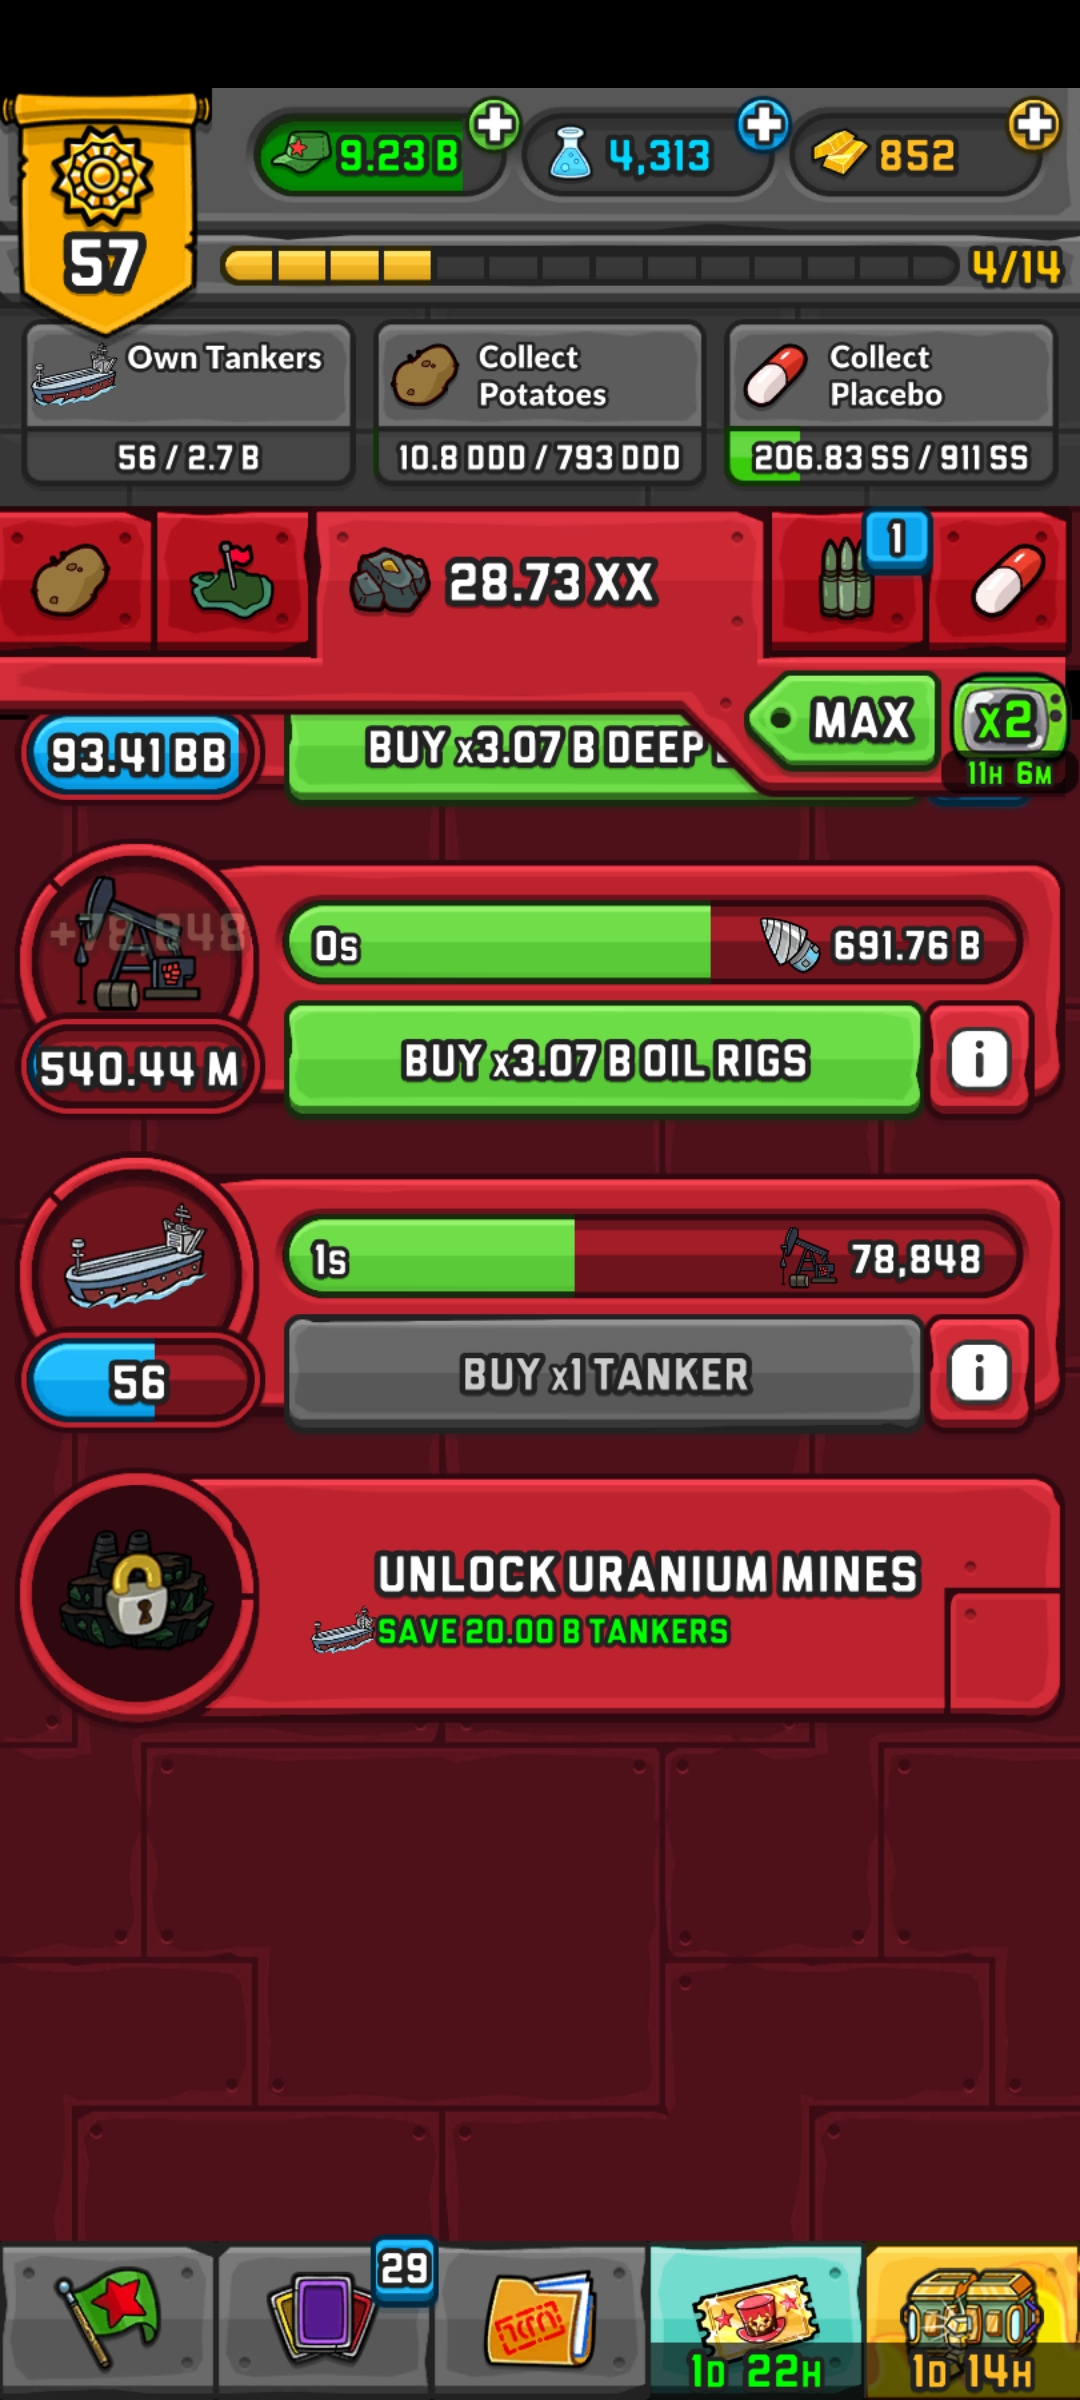 9.23 B
4,313
852
57
4/14
Own Tankers
56 / 2.7 B
Collect
Potatoes
10.8 DDD / 793 DDD
Collect
Placebo
206.83 SS / 911 SS
28.73 XX
1
MAX
x2
11H 6M
93.41 BB
BUY x3.07 B DEEP
+78,848
0s
691.76 B
540.44 M
BUY x3.07 B OIL RIGS
i
1s
78,848
56
BUY x1 TANKER
i
UNLOCK URANIUM MINES
SAVE 20.00 B TANKERS
29
1D 22H
1D 14H